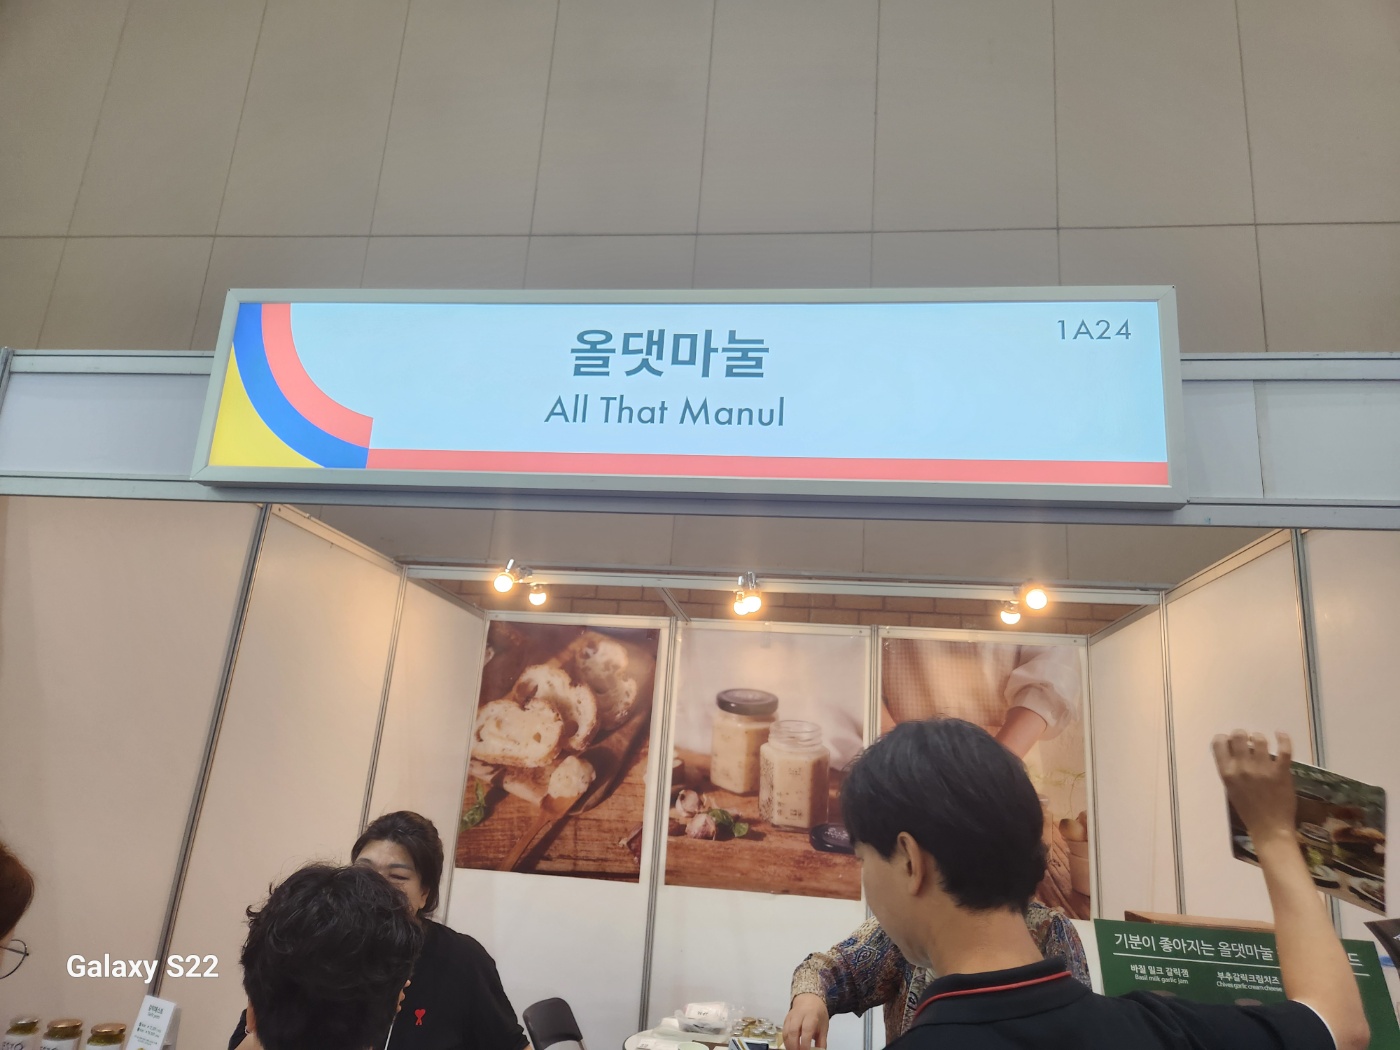 올댓마눌
1A24
All That Manul
기분이 좋아지는 올댓마눌
바질 밀크 갈릭잼
Basil milk garlic jam
부추갈릭크림치즈
Chives garlic cream cheese
Galaxy S22